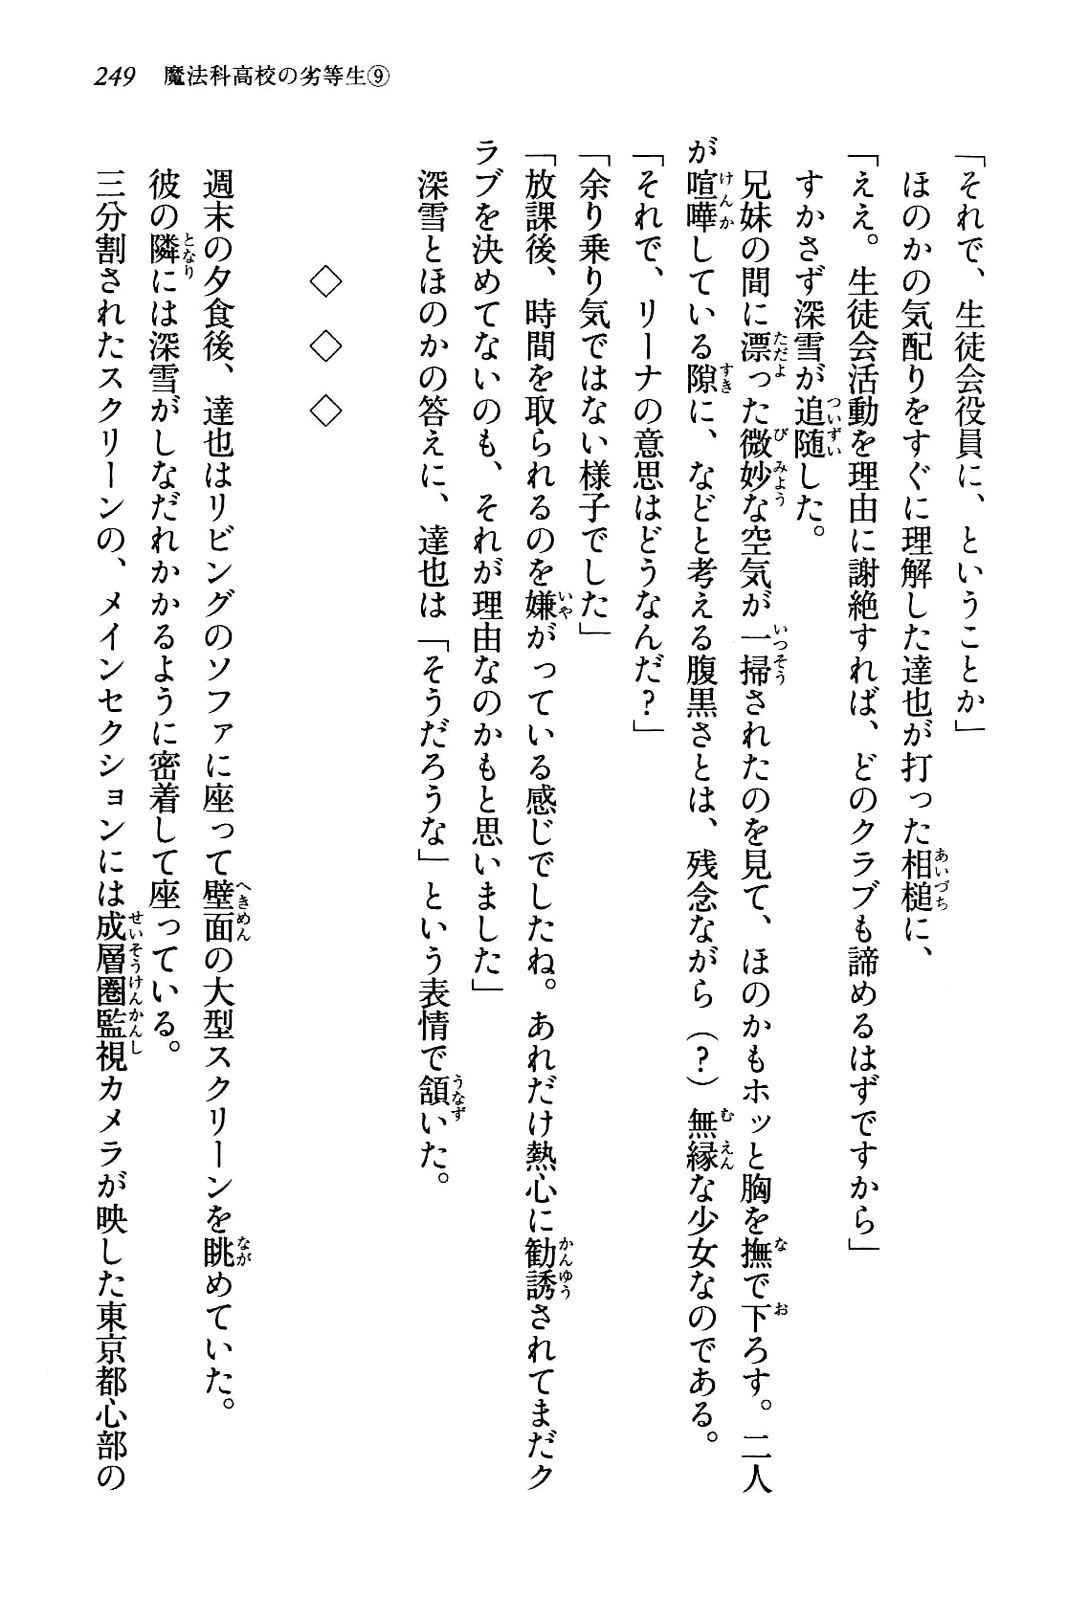 249 魔法科高校の劣等生⑨
「それで、生徒会役員に、ということか」
ほのかの気配りをすぐに理解した達也が打った相槌に、
「ええ。生徒会活動を理由に謝絶すれば、どのクラブも諦めるはずですから」
すかさず深雪が追随した。
兄妹の間に漂った微妙な空気が一掃されたのを見て、ほのかもホッと胸を撫で下ろす。二人
が喧嘩している隙に、などと考える腹黒さとは、残念ながら（？）無縁な少女なのである。
「それで、リーナの意思はどうなんだ？」
「余り乗り気ではない様子でした」
「放課後、時間を取られるのを嫌がっている感じでしたね。あれだけ熱心に勧誘されてまだク
ラブを決めてないのも、それが理由なのかもと思いました」
深雪とほのかの答えに、達也は「そうだろうな」という表情で頷いた。
◇ ◇ ◇
週末の夕食後、達也はリビングのソファに座って壁面の大型スクリーンを眺めていた。
彼の隣には深雪がしなだれかかるように密着して座っている。
三分割されたスクリーンの、メインセクションには成層圏監視カメラが映した東京都心部の